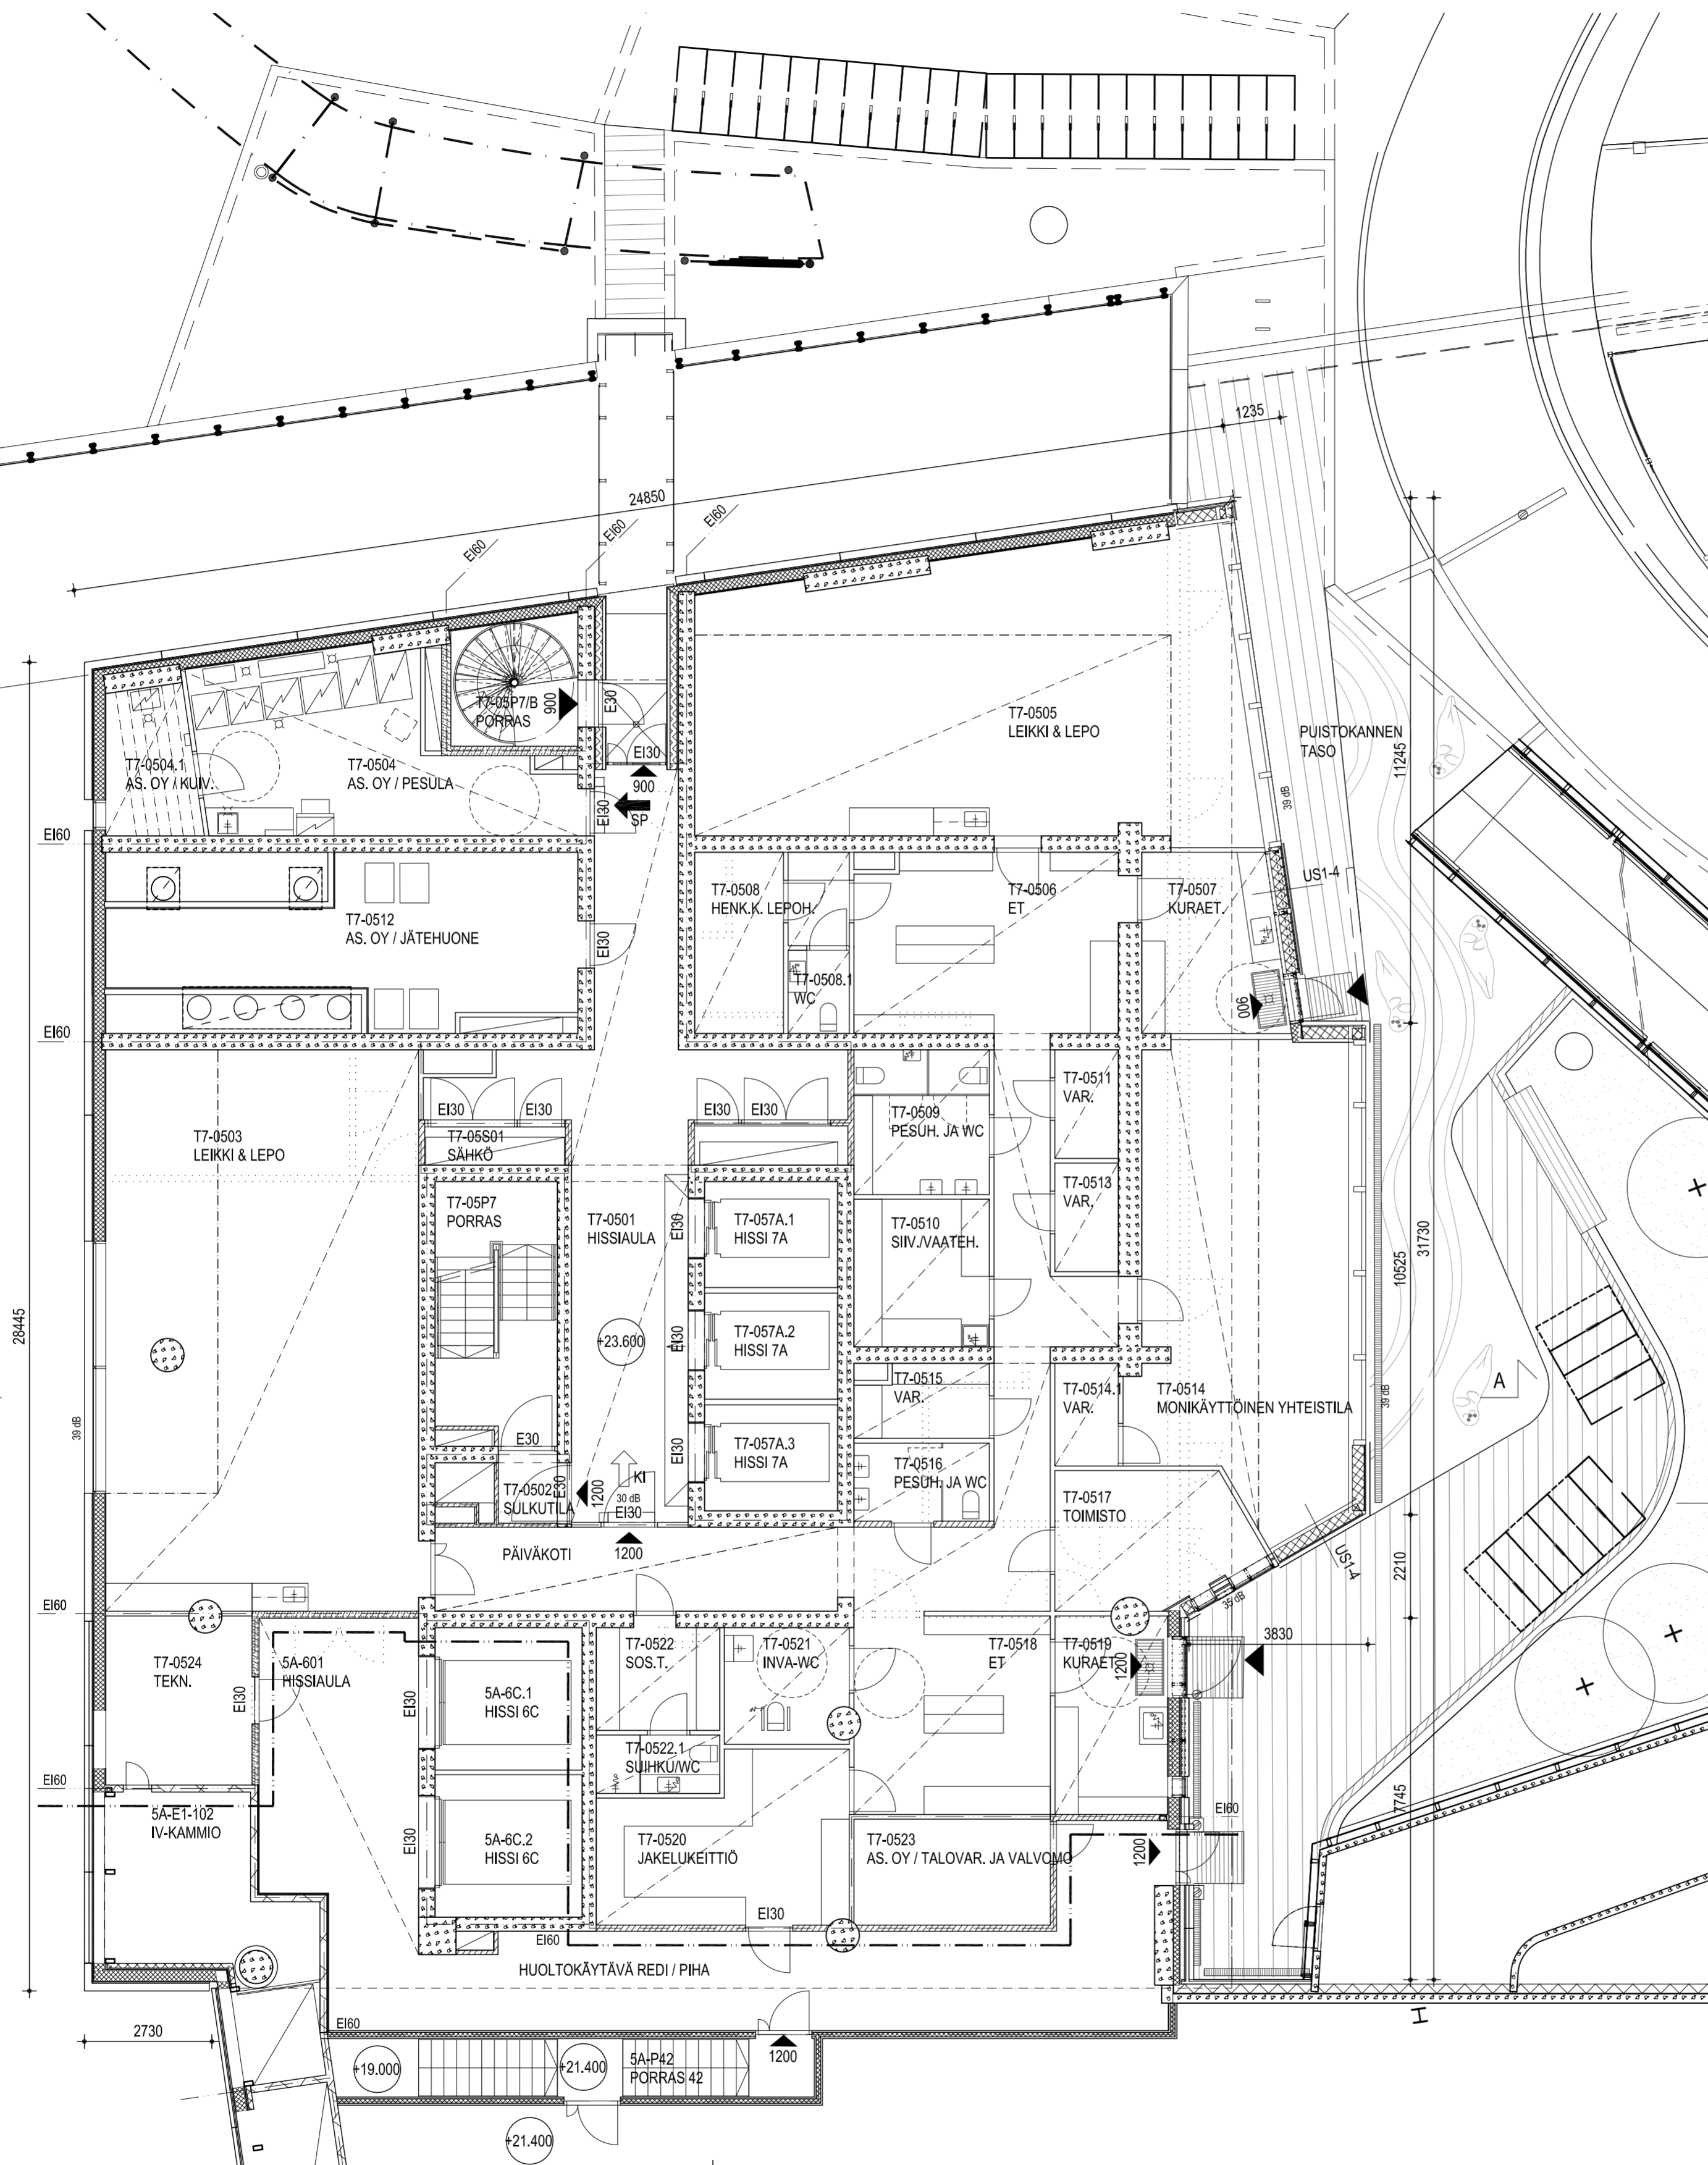 1235
24850
EI60
EI60
EI60
T7-05P7/B
PORRAS
900
E30
EI30
900
EI30
SP
T7-0504.1
AS. OY / KUIV.
T7-0504
AS. OY / PESULA
T7-0505
LEIKKI & LEPO
PUISTOKANNEN
TASO
11245
39 dB
EI60
T7-0512
AS. OY / JÄTEHUONE
EI30
T7-0508
HENK.K. LEPOH.
T7-0506
ET
T7-0507
KURAET.
US1-4
T7-0508.1
WC
900
EI60
EI30
EI30
EI30
EI30
T7-0511
VAR.
T7-0509
PESUH. JA WC
T7-0503
LEIKKI & LEPO
T7-05S01
SÄHKÖ
T7-0513
VAR.
T7-05P7
PORRAS
T7-0501
HISSIAULA
EI30
T7-057A.1
HISSI 7A
T7-0510
SIIV./VAATEH.
31730
10525
28445
+23.600
EI30
T7-057A.2
HISSI 7A
T7-0515
VAR.
T7-0514.1
VAR.
T7-0514
MONIKÄYTTÖINEN YHTEISTILA
39 dB
A
39 dB
E30
EI30
T7-057A.3
HISSI 7A
T7-0516
PESUH. JA WC
T7-0502
SULKUTILA
E30
1200
KI
30 dB
EI30
T7-0517
TOIMISTO
PÄIVÄKOTI
1200
US1-4
2210
35 dB
EI60
3830
T7-0524
TEKN.
5A-601
HISSIAULA
EI30
EI30
5A-6C.1
HISSI 6C
T7-0522
SOS.T.
T7-0521
INVA-WC
T7-0518
ET
T7-0519
KURAET.
1200
T7-0522.1
SUIHKU/WC
EI60
5A-E1-102
IV-KAMMIO
EI30
5A-6C.2
HISSI 6C
T7-0520
JAKELUKEITTIÖ
T7-0523
AS. OY / TALOVAR. JA VALVOMO
1200
EI60
7745
EI30
EI60
HUOLTOKÄYTÄVÄ REDI / PIHA
EI60
2730
+19.000
+21.400
5A-P42
PORRAS 42
1200
+21.400